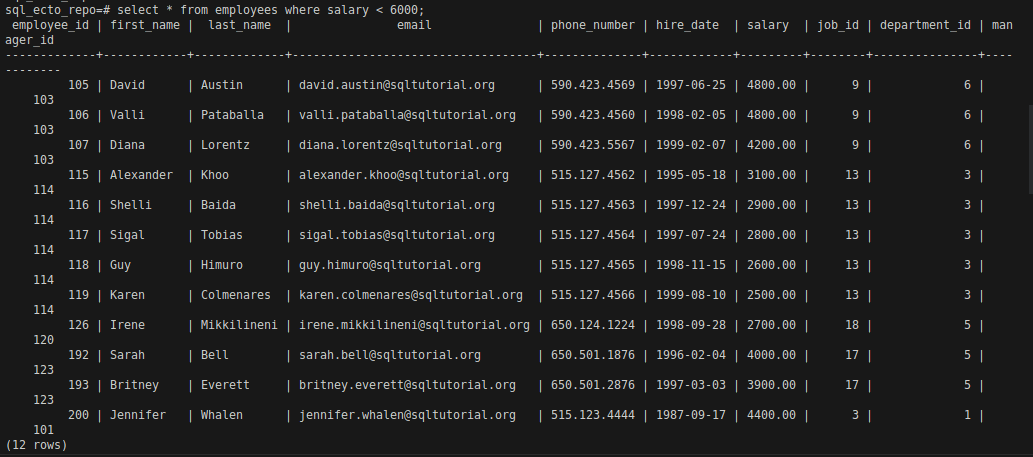 sql_ecto_repo=# select * from employees where salary < 6000;
 employee_id | first_name |  last_name  |               email               | phone_number | hire_date  | salary  | job_id | department_id | man
ager_id
-------------+------------+-------------+-----------------------------------+--------------+------------+---------+--------+---------------+----
--------
         105 | David      | Austin      | david.austin@sqltutorial.org      | 590.423.4569 | 1997-06-25 | 4800.00 |      9 |             6 |
    103
         106 | Valli      | Pataballa   | valli.pataballa@sqltutorial.org   | 590.423.4560 | 1998-02-05 | 4800.00 |      9 |             6 |
    103
         107 | Diana      | Lorentz     | diana.lorentz@sqltutorial.org     | 590.423.5567 | 1999-02-07 | 4200.00 |      9 |             6 |
    103
         115 | Alexander  | Khoo        | alexander.khoo@sqltutorial.org    | 515.127.4562 | 1995-05-18 | 3100.00 |     13 |             3 |
    114
         116 | Shelli     | Baida       | shelli.baida@sqltutorial.org      | 515.127.4563 | 1997-12-24 | 2900.00 |     13 |             3 |
    114
         117 | Sigal      | Tobias      | sigal.tobias@sqltutorial.org      | 515.127.4564 | 1997-07-24 | 2800.00 |     13 |             3 |
    114
         118 | Guy        | Himuro      | guy.himuro@sqltutorial.org        | 515.127.4565 | 1998-11-15 | 2600.00 |     13 |             3 |
    114
         119 | Karen      | Colmenares  | karen.colmenares@sqltutorial.org  | 515.127.4566 | 1999-08-10 | 2500.00 |     13 |             3 |
    114
         126 | Irene      | Mikkilineni | irene.mikkilineni@sqltutorial.org | 650.124.1224 | 1998-09-28 | 2700.00 |     18 |             5 |
    120
         192 | Sarah      | Bell        | sarah.bell@sqltutorial.org        | 650.501.1876 | 1996-02-04 | 4000.00 |     17 |             5 |
    123
         193 | Britney    | Everett     | britney.everett@sqltutorial.org   | 650.501.2876 | 1997-03-03 | 3900.00 |     17 |             5 |
    123
         200 | Jennifer   | Whalen      | jennifer.whalen@sqltutorial.org   | 515.123.4444 | 1987-09-17 | 4400.00 |      3 |             1 |
    101
(12 rows)